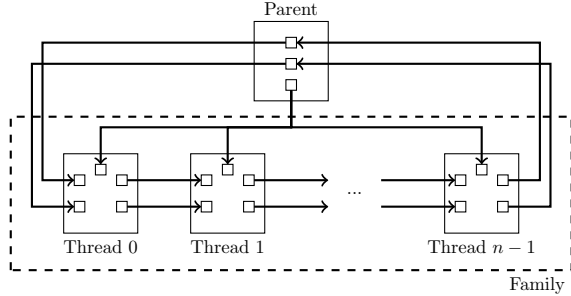 Parent
...
Thread 0
Thread 1
Thread n − 1
Family